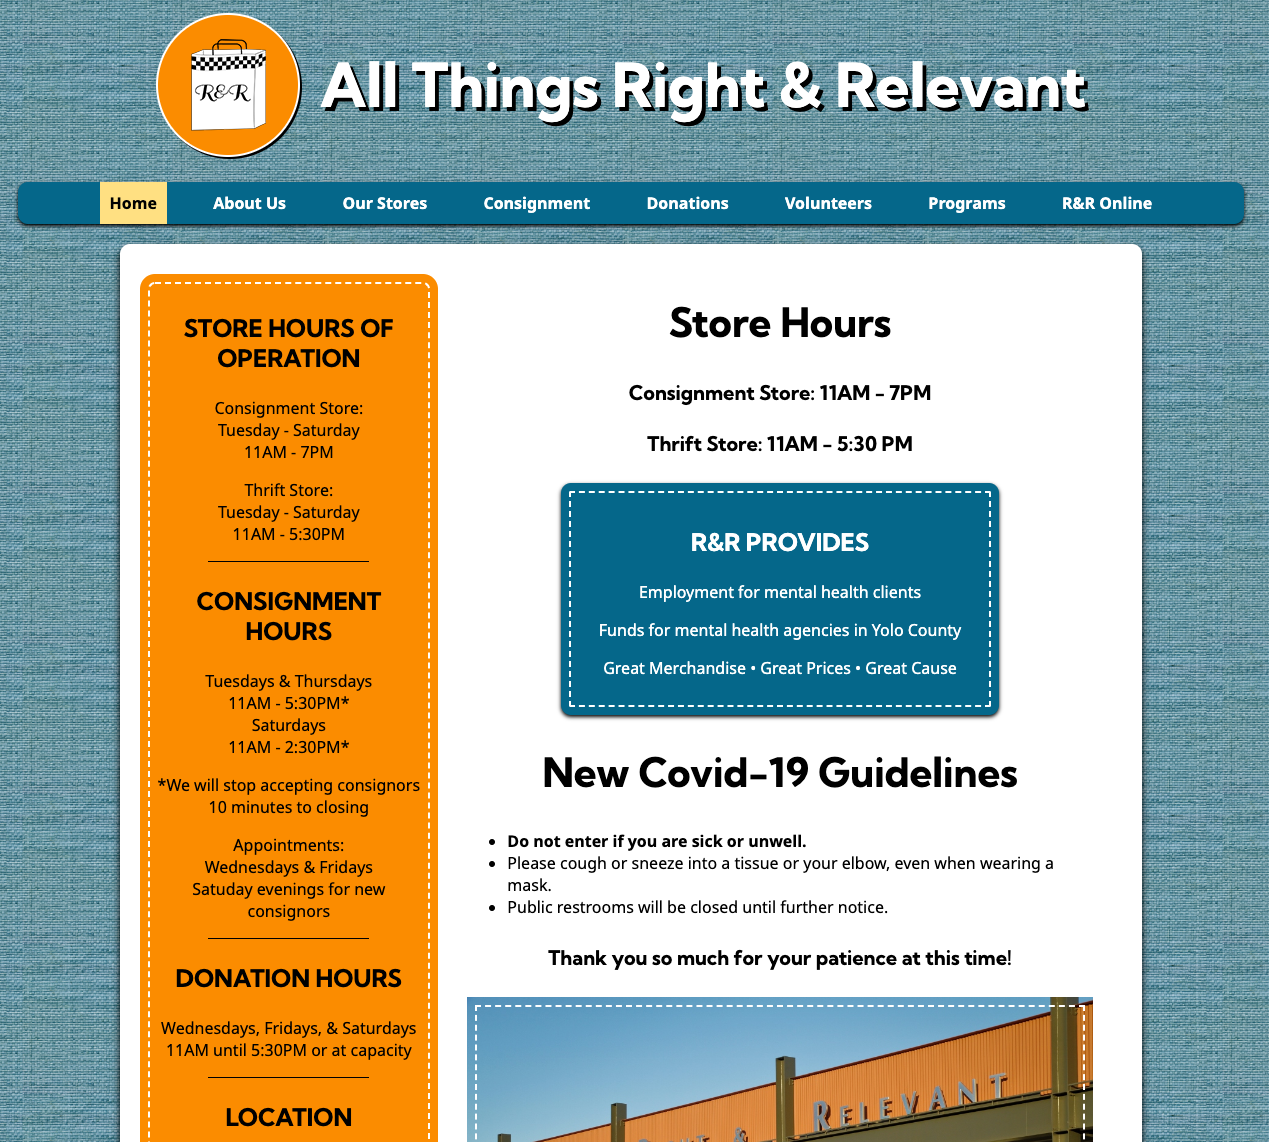 R&R
All Things Right & Relevant
Home
About Us
Our Stores
Consignment
Donations
Volunteers
Programs
R&R Online
STORE HOURS OF
OPERATION
Consignment Store:
Tuesday - Saturday
11AM - 7PM
Thrift Store:
Tuesday - Saturday
11AM - 5:30PM
CONSIGNMENT
HOURS
Tuesdays & Thursdays
11AM - 5:30PM*
Saturdays
11AM - 2:30PM*
*We will stop accepting consignors
10 minutes to closing
Appointments:
Wednesdays & Fridays
Satuday evenings for new
consignors
DONATION HOURS
Wednesdays, Fridays, & Saturdays
11AM until 5:30PM or at capacity
LOCATION
Store Hours
Consignment Store: 11AM - 7PM
Thrift Store: 11AM - 5:30 PM
R&R PROVIDES
Employment for mental health clients
Funds for mental health agencies in Yolo County
Great Merchandise • Great Prices • Great Cause
New Covid-19 Guidelines
• Do not enter if you are sick or unwell.
• Please cough or sneeze into a tissue or your elbow, even when wearing a
mask.
• Public restrooms will be closed until further notice.
Thank you so much for your patience at this time!
& RELEVANT